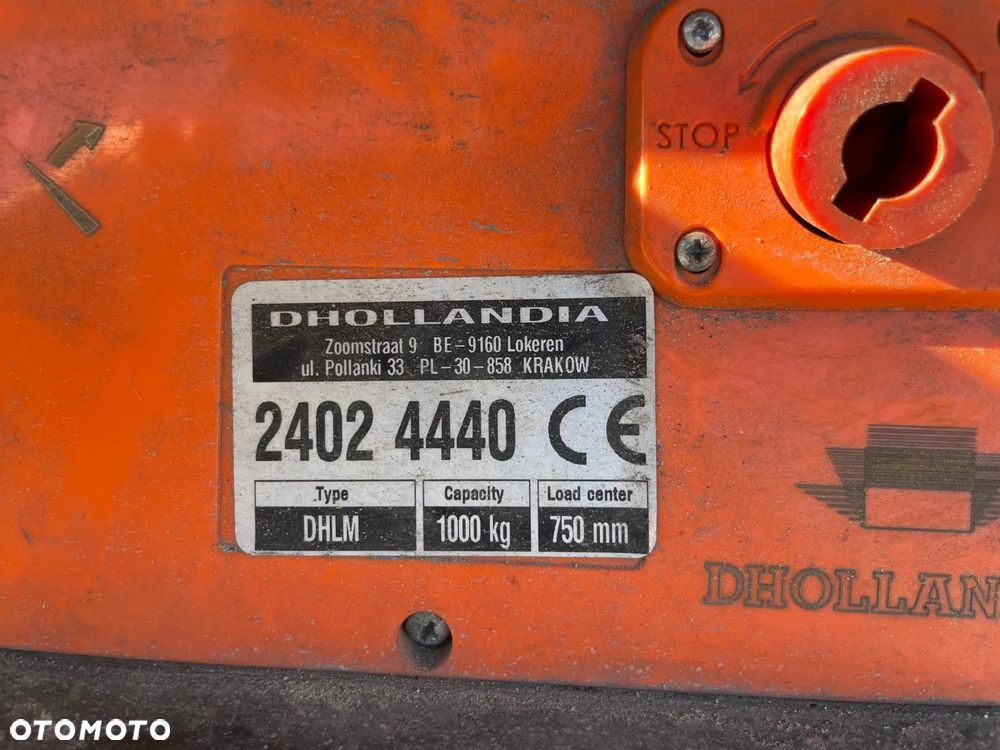 STOP
DHOLLANDIA
Zoomstraat 9 BE-9160 Lokeren
ul. Pollanki 33 PL-30-858 KRAKOW
2402 4440 CE
Type Capacity Load center
DHLM 1000 kg 750 mm
DHOLLAN
OTOMOTO